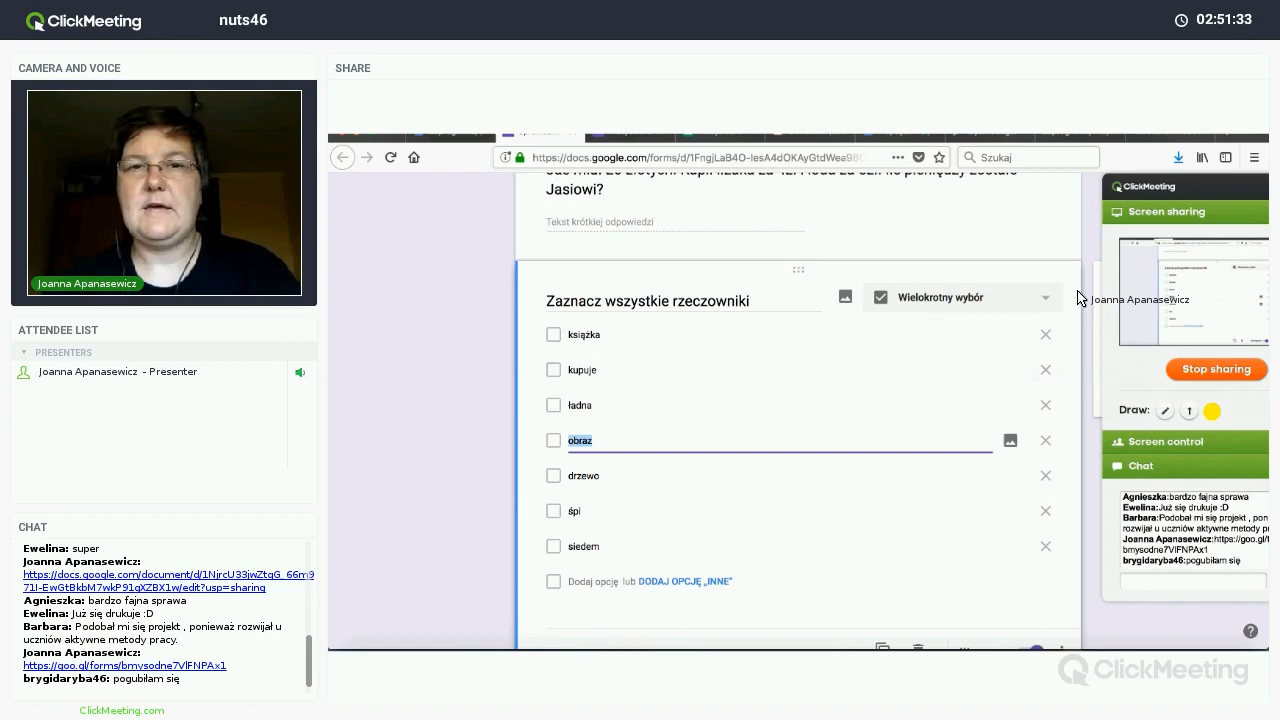 ClickMeeting
nuts46
02:51:33
CAMERA AND VOICE
Joanna Apanasewicz
ATTENDEE LIST
PRESENTERS
Joanna Apanasewicz - Presenter
CHAT
Ewelina: super
Joanna Apanasewicz:
https://docs.google.com/document/d/1NjrcU33jwZtqG_66m9
71I-EwGtBkbM7wkP91qXZBX1w/edit?usp=sharing
Agnieszka: bardzo fajna sprawa
Ewelina: Już się drukuje :D
Barbara: Podobał mi się projekt , ponieważ rozwijał u
uczniów aktywne metody pracy.
Joanna Apanasewicz:
https://goo.gl/forms/bmysodne7VlFNPAx1
brygidaryba46: pogubiłam się
ClickMeeting.com
SHARE
https://docs.google.com/forms/d/1FngjLaB4O-IesA4dOKAyGtdWea98
Szukaj
Jasiowi?
Tekst krótkiej odpowiedzi
Zaznacz wszystkie rzeczowniki
Wielokrotny wybór
książka
kupuje
ładna
obraz
drzewo
śpi
siedem
Dodaj opcję lub DODAJ OPCJĘ „INNE”
Joanna Apanasewicz
ClickMeeting
Screen sharing
Stop sharing
Draw:
Screen control
Chat
Agnieszka:bardzo fajna sprawa
Ewelina:Już się drukuje :D
Barbara:Podobał mi się projekt , pon
rozwijał u uczniów aktywne metody
Joanna Apanasewicz:https://goo.gl/f
bmysodne7VlFNPAx1
brygidaryba46:pogubiłam się
ClickMeeting